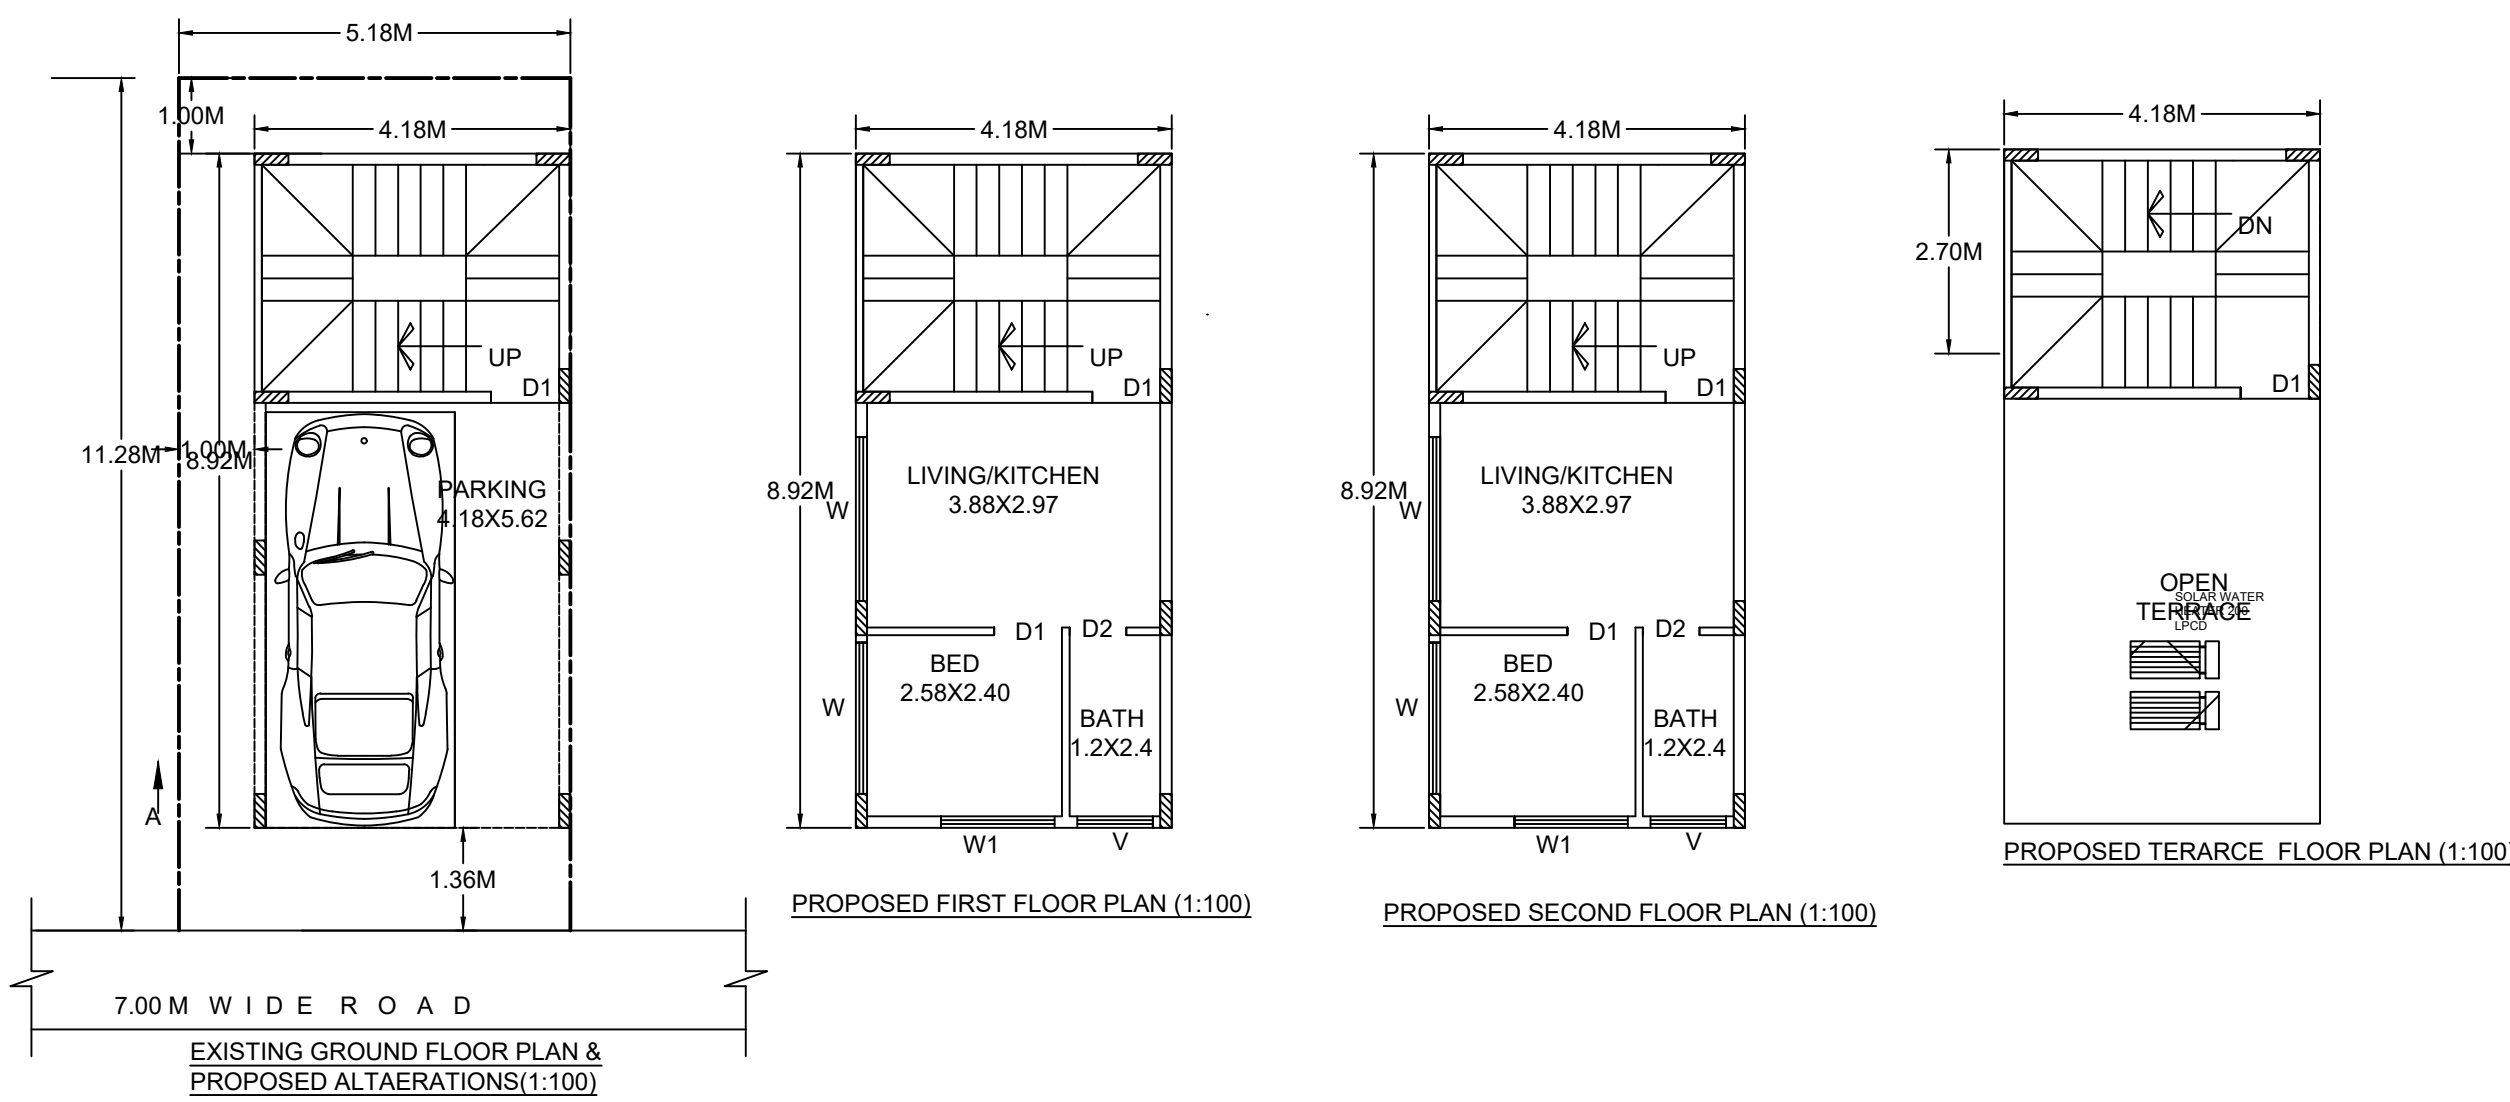 5.18M
1.00M
4.18M
11.28M
1.00M
8.92M
UP
D1
PARKING
4.18X5.62
A
1.36M
7.00 M W I D E R O A D
EXISTING GROUND FLOOR PLAN &
PROPOSED ALTAERATIONS(1:100)
4.18M
8.92M
UP
D1
W
LIVING/KITCHEN
3.88X2.97
D1
D2
BED
2.58X2.40
W
BATH
1.2X2.4
W1
V
PROPOSED FIRST FLOOR PLAN (1:100)
4.18M
8.92M
UP
D1
W
LIVING/KITCHEN
3.88X2.97
D1
D2
BED
2.58X2.40
W
BATH
1.2X2.4
W1
V
PROPOSED SECOND FLOOR PLAN (1:100)
4.18M
2.70M
DN
D1
OPEN
TERRACE
SOLAR WATER
HEATER 200
LPCD
PROPOSED TERARCE FLOOR PLAN (1:100)